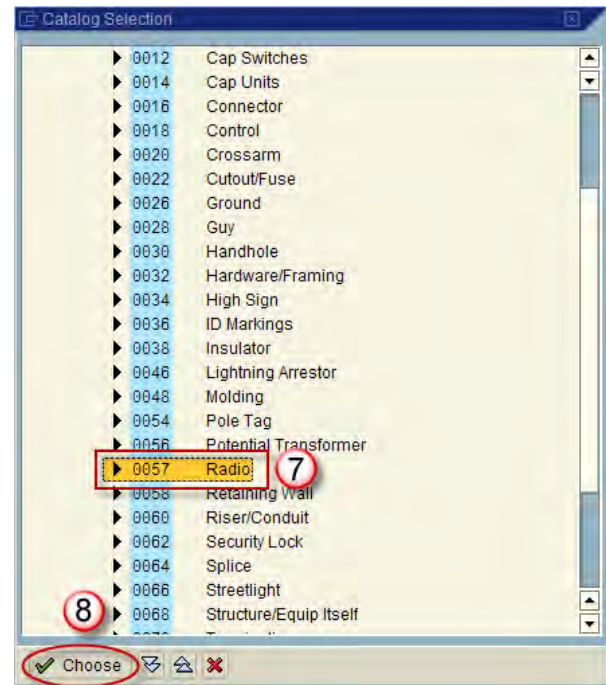 Catalog Selection
0012 Cap Switches
0014 Cap Units
0016 Connector
0018 Control
0020 Crossarm
0022 Cutout/Fuse
0026 Ground
0028 Guy
0030 Handhole
0032 Hardware/Framing
0034 High Sign
0036 ID Markings
0038 Insulator
0046 Lightning Arrestor
0048 Molding
0054 Pole Tag
0056 Potential Transformer
0057 Radio 7
0058 Retaining Wall
0060 Riser/Conduit
0062 Security Lock
0064 Splice
0066 Streetlight
8 0068 Structure/Equip Itself
Choose